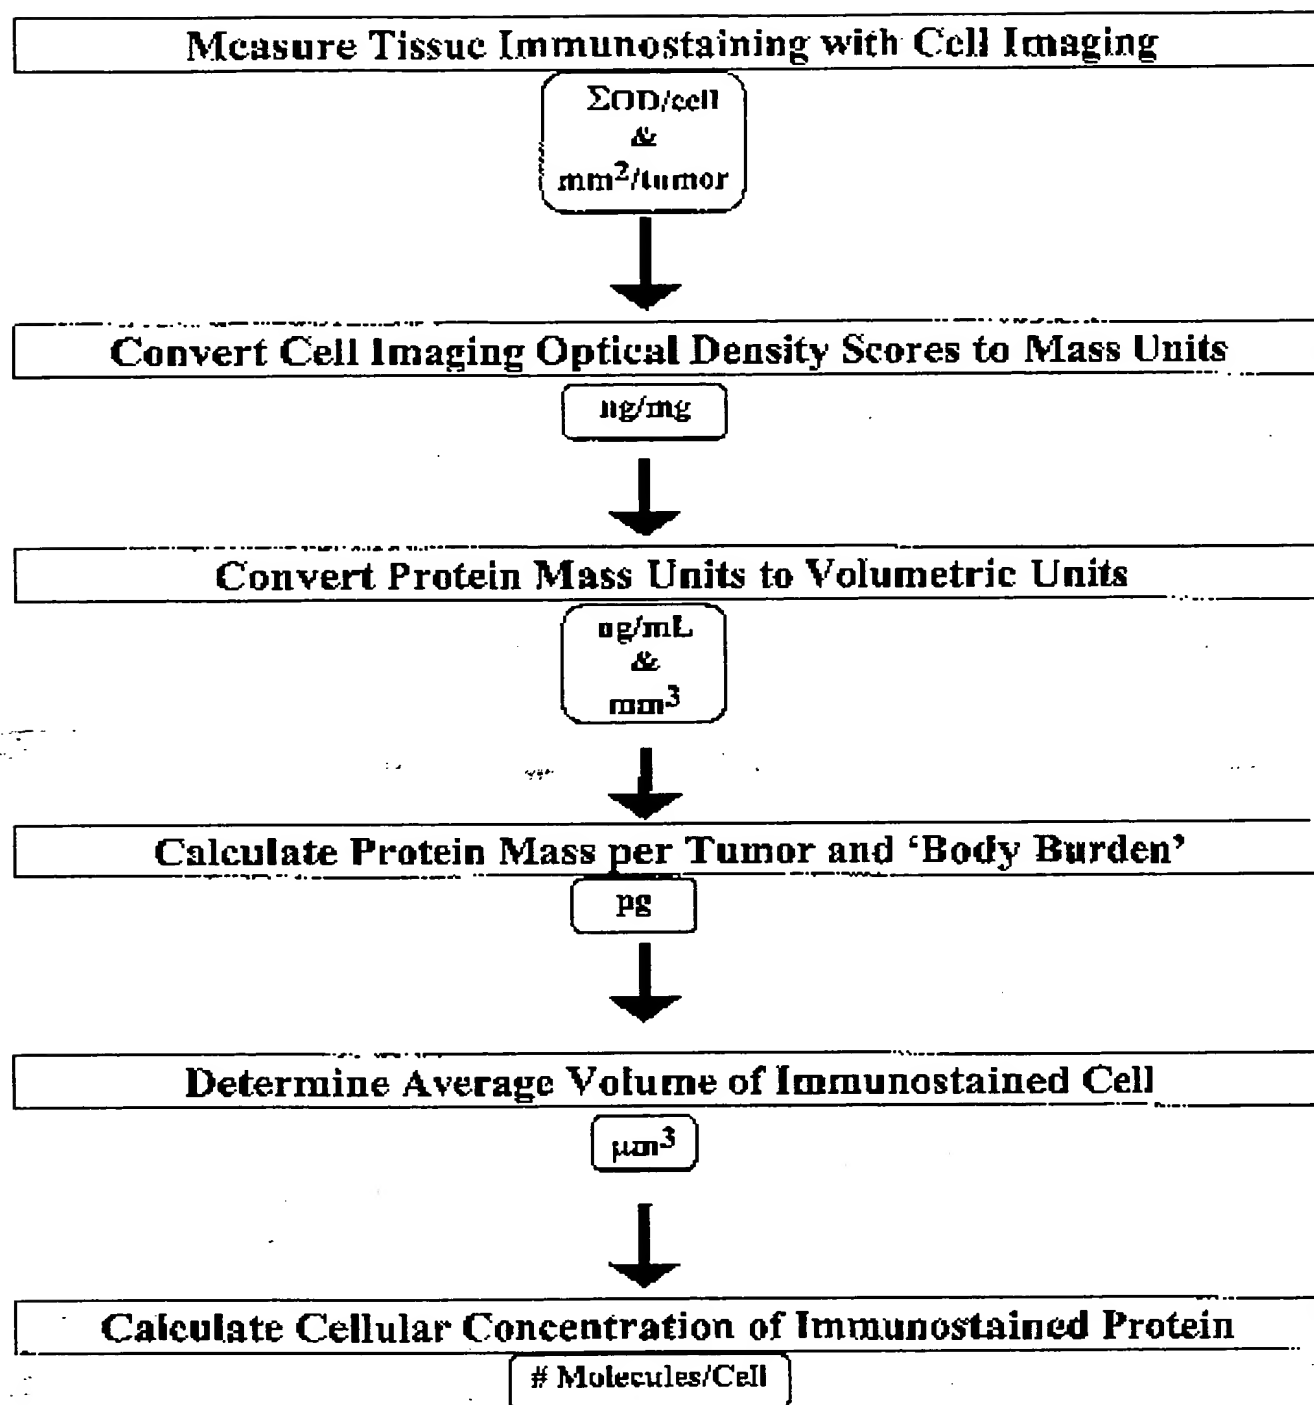 Measure Tissue Immunostaining with Cell Imaging
ΣOD/cell
&
mm²/tumor
Convert Cell Imaging Optical Density Scores to Mass Units
ng/mg
Convert Protein Mass Units to Volumetric Units
ng/mL
&
mm³
Calculate Protein Mass per Tumor and ‘Body Burden’
pg
Determine Average Volume of Immunostained Cell
µm³
Calculate Cellular Concentration of Immunostained Protein
# Molecules/Cell